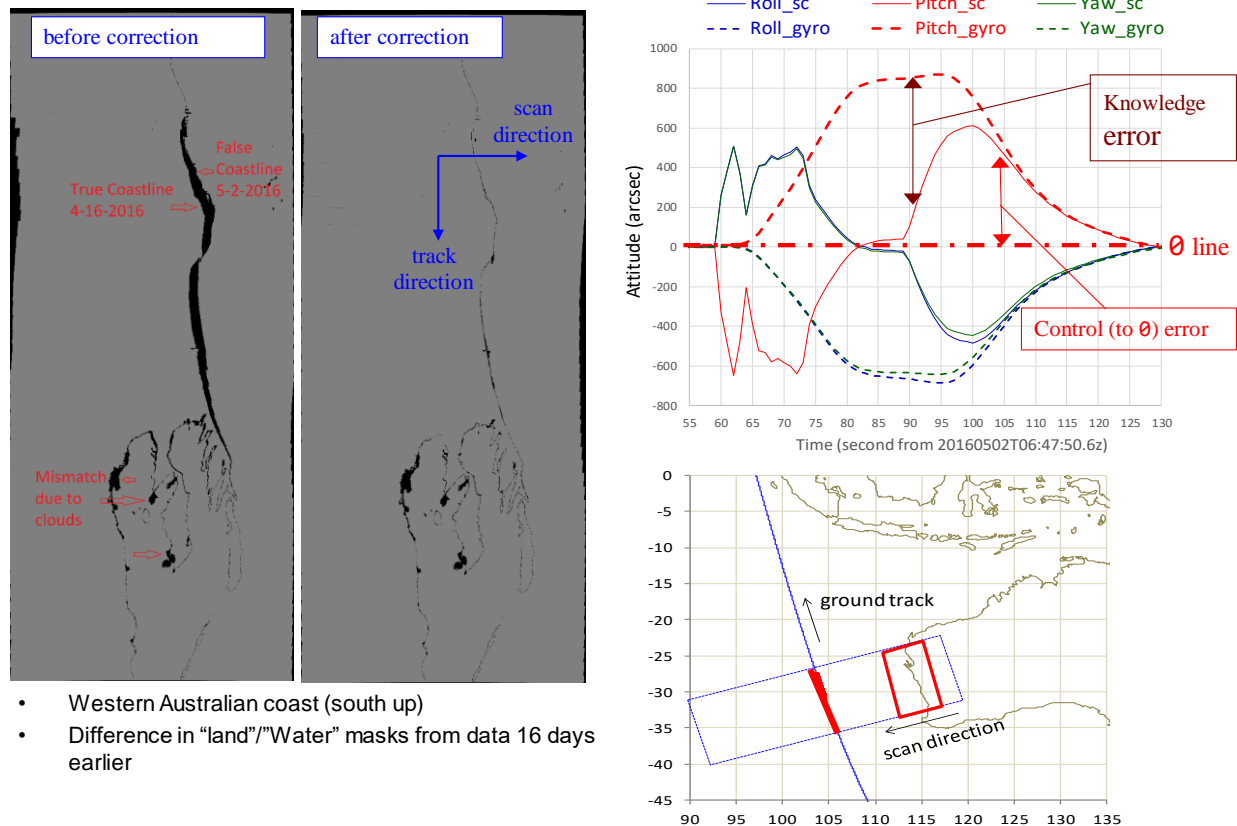 before correction
after correction
scan
direction
track
direction
False
Coastline
5-2-2016
True Coastline
4-16-2016
Mismatch
due to
clouds
• Western Australian coast (south up)
• Difference in “land”/”Water” masks from data 16 days
earlier
Roll_sc Pitch_sc Yaw_sc
Roll_gyro Pitch_gyro Yaw_gyro
Attitude (arcsec)
1000
800
600
400
200
0
-200
-400
-600
-800
Knowledge
error
0 line
Control (to 0) error
55 60 65 70 75 80 85 90 95 100 105 110 115 120 125 130
Time (second from 20160502T06:47:50.6z)
0
-5
-10
-15
-20
-25
-30
-35
-40
-45
ground track
scan direction
90 95 100 105 110 115 120 125 130 135